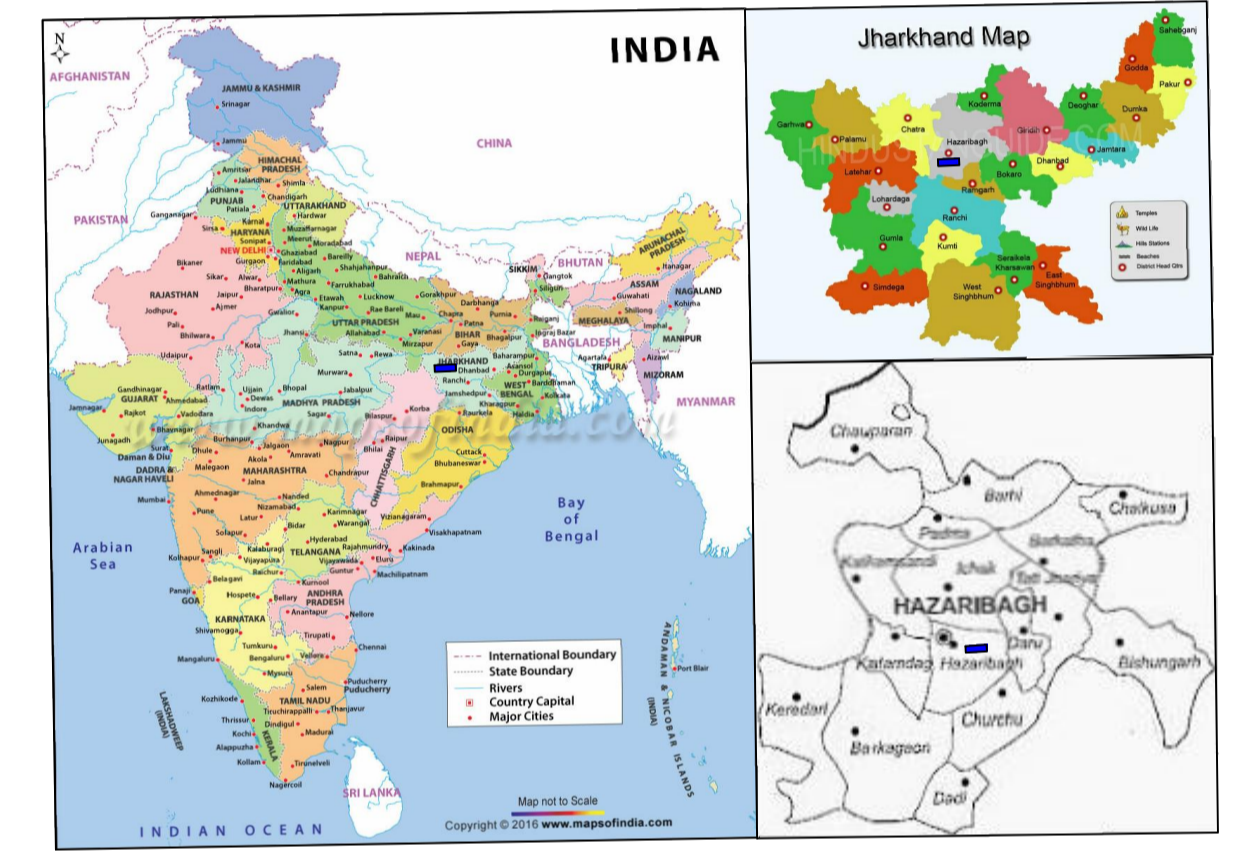 INDIA
N
AFGHANISTAN
JAMMU & KASHMIR
Srinagar
Jammu
CHINA
HIMACHAL
PRADESH
Amritsar
Jalandhar
Shimla
Ludhiana
PUNJAB
Chandigarh
Patiala
UTTARAKHAND
PAKISTAN
Ganganagar
Hardwar
Karnal
Sirsa
HARYANA
Muzaffarnagar
Sonipat
Meerut
Moradabad
NEW DELHI
Ghaziabad
Bareilly
Gurgaon
Faridabad
NEPAL
BHUTAN
ARUNACHAL
PRADESH
Itanagar
Bikaner
Aligarh
Shahjahanpur
SIKKIM
Gangtok
Sikar
Alwar
Mathura
Farrukhabad
Bahraich
Siliguri
ASSAM
NAGALAND
RAJASTHAN
Jaipur
Bharatpur
Agra
Etawah
Lucknow
Gorakhpur
Darbhanga
Guwahati
Kohima
Jodhpur
Ajmer
Gwalior
Kanpur
Rae Bareli
Mau
Chapra
Purnia
Raiganj
MEGHALAYA
Shillong
Pali
UTTAR PRADESH
Patna
Imphal
Bhilwara
Jhansi
Allahabad
Varanasi
BIHAR
Bhagalpur
Ingraj Bazar
MANIPUR
Kota
Mirzapur
Gaya
BANGLADESH
Udaipur
Satna
Rewa
JHARKHAND
Baharampur
Agartala
Aizawl
Murwara
Dhanbad
Asansol
TRIPURA
MIZORAM
Durgapur
Ranchi
WEST
BENGAL
Barddhaman
Gandhinagar
Ratlam
Ujjain
Bhopal
Jabalpur
Jamshedpur
Kolkata
MYANMAR
GUJARAT
Ahmedabad
Dewas
Indore
MADHYA PRADESH
Kharagpur
Jamnagar
Rajkot
Vadodara
Sagar
Bilaspur
Korba
Raurkela
Haldia
Bhavnagar
Khandwa
ODISHA
Junagadh
Surat
Burhanpur
Jalgaon
Nagpur
Raipur
Daman & Diu
Dhule
Akola
Amravati
Bhilai
Cuttack
DADRA &
NAGAR HAVELI
Malegaon
MAHARASHTRA
Chandrapur
CHHATTISGARH
Bhubaneswar
Jalna
Brahmapur
Mumbai
Ahmednagar
Nanded
Pune
Nizamabad
Karimnagar
Vizianagaram
Latur
Warangal
Visakhapatnam
Bay
of
Bengal
Solapur
Bidar
Hyderabad
Arabian
Sea
Kolhapur
Sangli
Kalaburagi
TELANGANA
Rajahmundry
Kakinada
Vijayapura
Vijayawada
Eluru
Raichur
Guntur
Machilipatnam
Belagavi
Kurnool
Panaji
GOA
Hospete
Bellary
ANDHRA
PRADESH
Anantapur
Nellore
KARNATAKA
Shivamogga
Tirupati
Tumkuru
Chennai
Bengaluru
Vellore
Mangaluru
Mysuru
Puducherry
Puducherry
Kozhikode
Salem
TAMIL NADU
Tiruchirappalli
Thanjavur
Thrissur
Dindigul
Kochi
Madurai
KERALA
Alappuzha
Kollam
Tirunelveli
Nagercoil
SRI LANKA
LAKSHADWEEP
(INDIA)
ANDAMAN & NICOBAR ISLANDS
(INDIA)
Port Blair
International Boundary
State Boundary
Rivers
Country Capital
Major Cities
INDIAN OCEAN
Map not to Scale
Copyright © 2016 www.mapsofindia.com
Jharkhand Map
Sahebganj
Godda
Pakur
Koderma
Deoghar
Dumka
Garhwa
Palamu
Chatra
Giridih
Hazaribagh
Jamtara
Dhanbad
Latehar
Bokaro
Ramgarh
Lohardaga
Ranchi
Gumla
Kumti
Saraikela
Kharsawan
East
Singhbhum
Simdega
West
Singhbhum
Temples
Wild Life
Hills Stations
Beaches
District Head Qtrs
Chauparan
Barhi
Chalkusa
Padma
Barkatha
Katkamsandi
Ichak
Tati Jhariya
HAZARIBAGH
Katamdag
Hazaribagh
Daru
Bishungarh
Keredari
Churchu
Barkagaon
Dadi